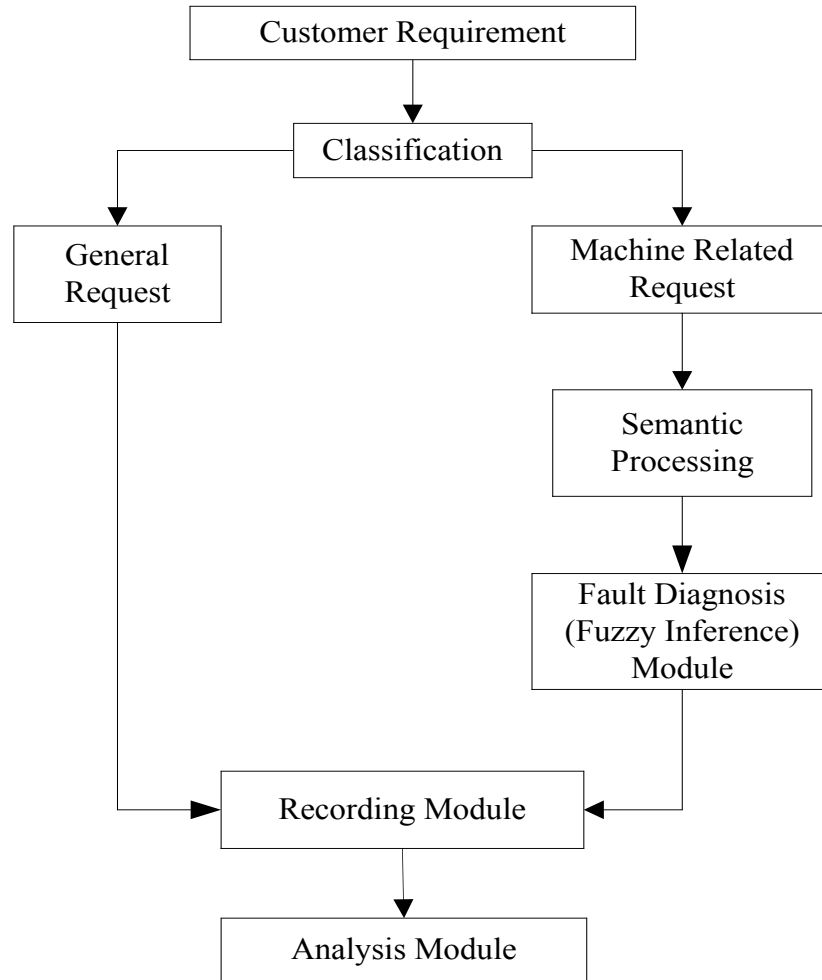 Customer Requirement
Classification
General
Request
Machine Related
Request
Semantic
Processing
Fault Diagnosis
(Fuzzy Inference)
Module
Recording Module
Analysis Module